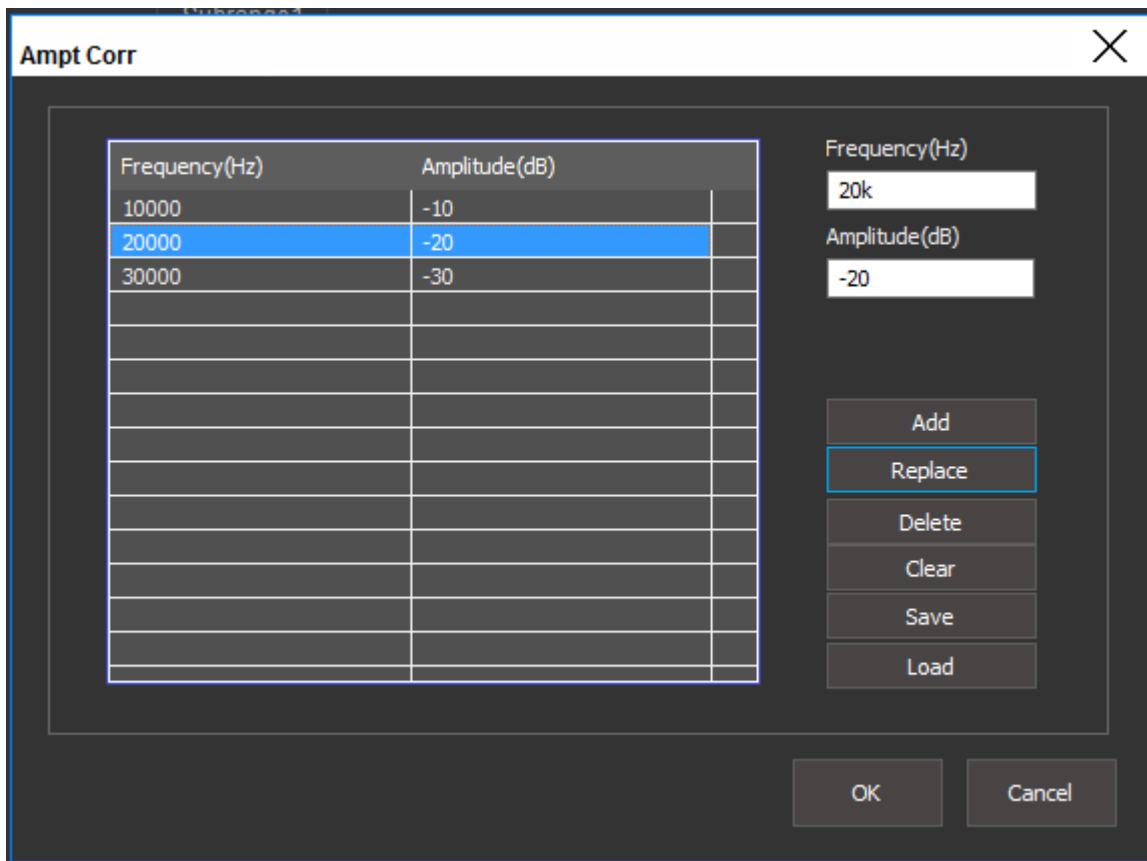 Subrange1
Ampt Corr
Frequency(Hz) Amplitude(dB)
10000 -10
20000 -20
30000 -30
Frequency(Hz)
20k
Amplitude(dB)
-20
Add
Replace
Delete
Clear
Save
Load
OK Cancel